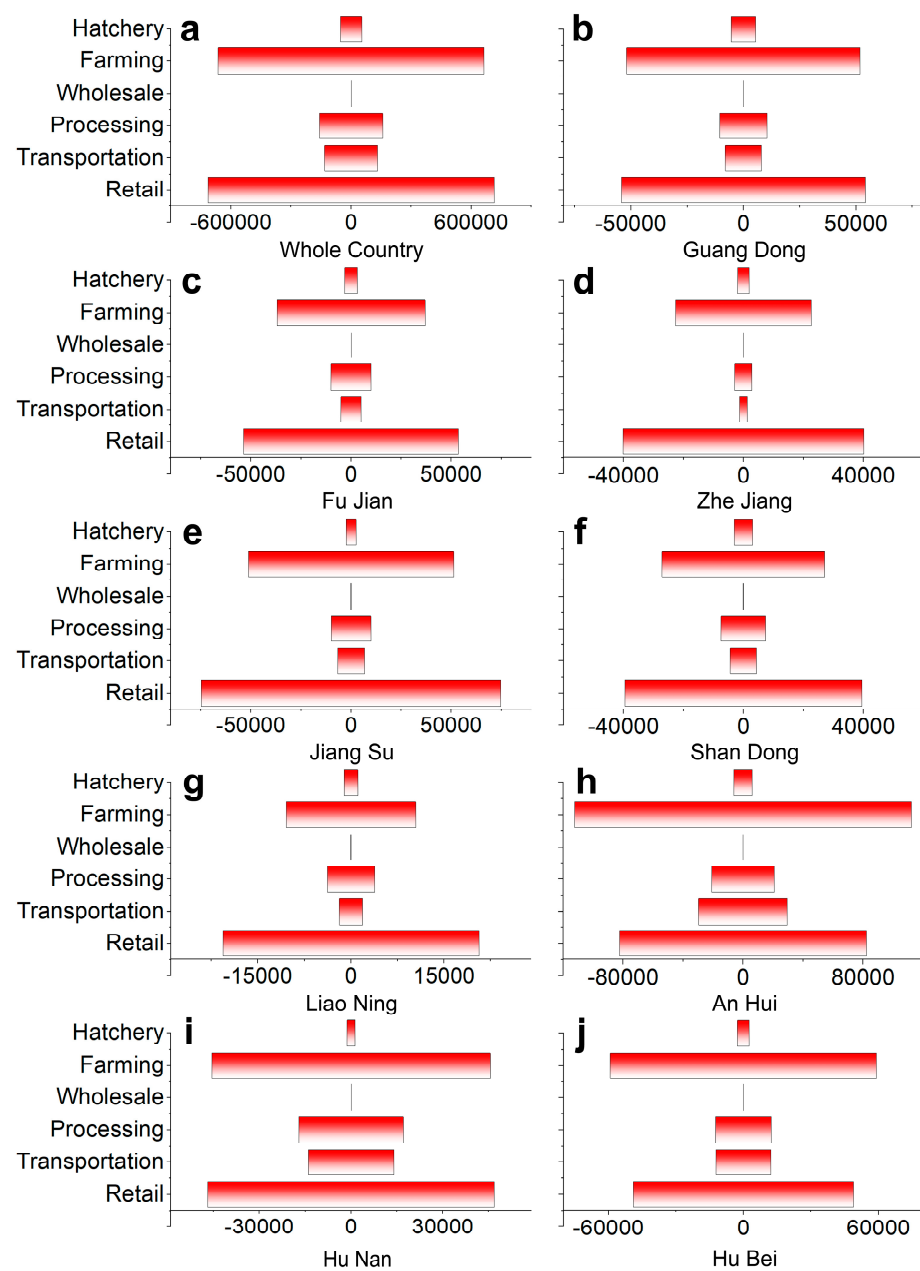 a
Hatchery
Farming
Wholesale
Processing
Transportation
Retail
-600000 0 600000
Whole Country
b
-50000 0 50000
Guang Dong
c
Hatchery
Farming
Wholesale
Processing
Transportation
Retail
-50000 0 50000
Fu Jian
d
-40000 0 40000
Zhe Jiang
e
Hatchery
Farming
Wholesale
Processing
Transportation
Retail
-50000 0 50000
Jiang Su
f
-40000 0 40000
Shan Dong
g
Hatchery
Farming
Wholesale
Processing
Transportation
Retail
-15000 0 15000
Liao Ning
h
-80000 0 80000
An Hui
i
Hatchery
Farming
Wholesale
Processing
Transportation
Retail
-30000 0 30000
Hu Nan
j
-60000 0 60000
Hu Bei